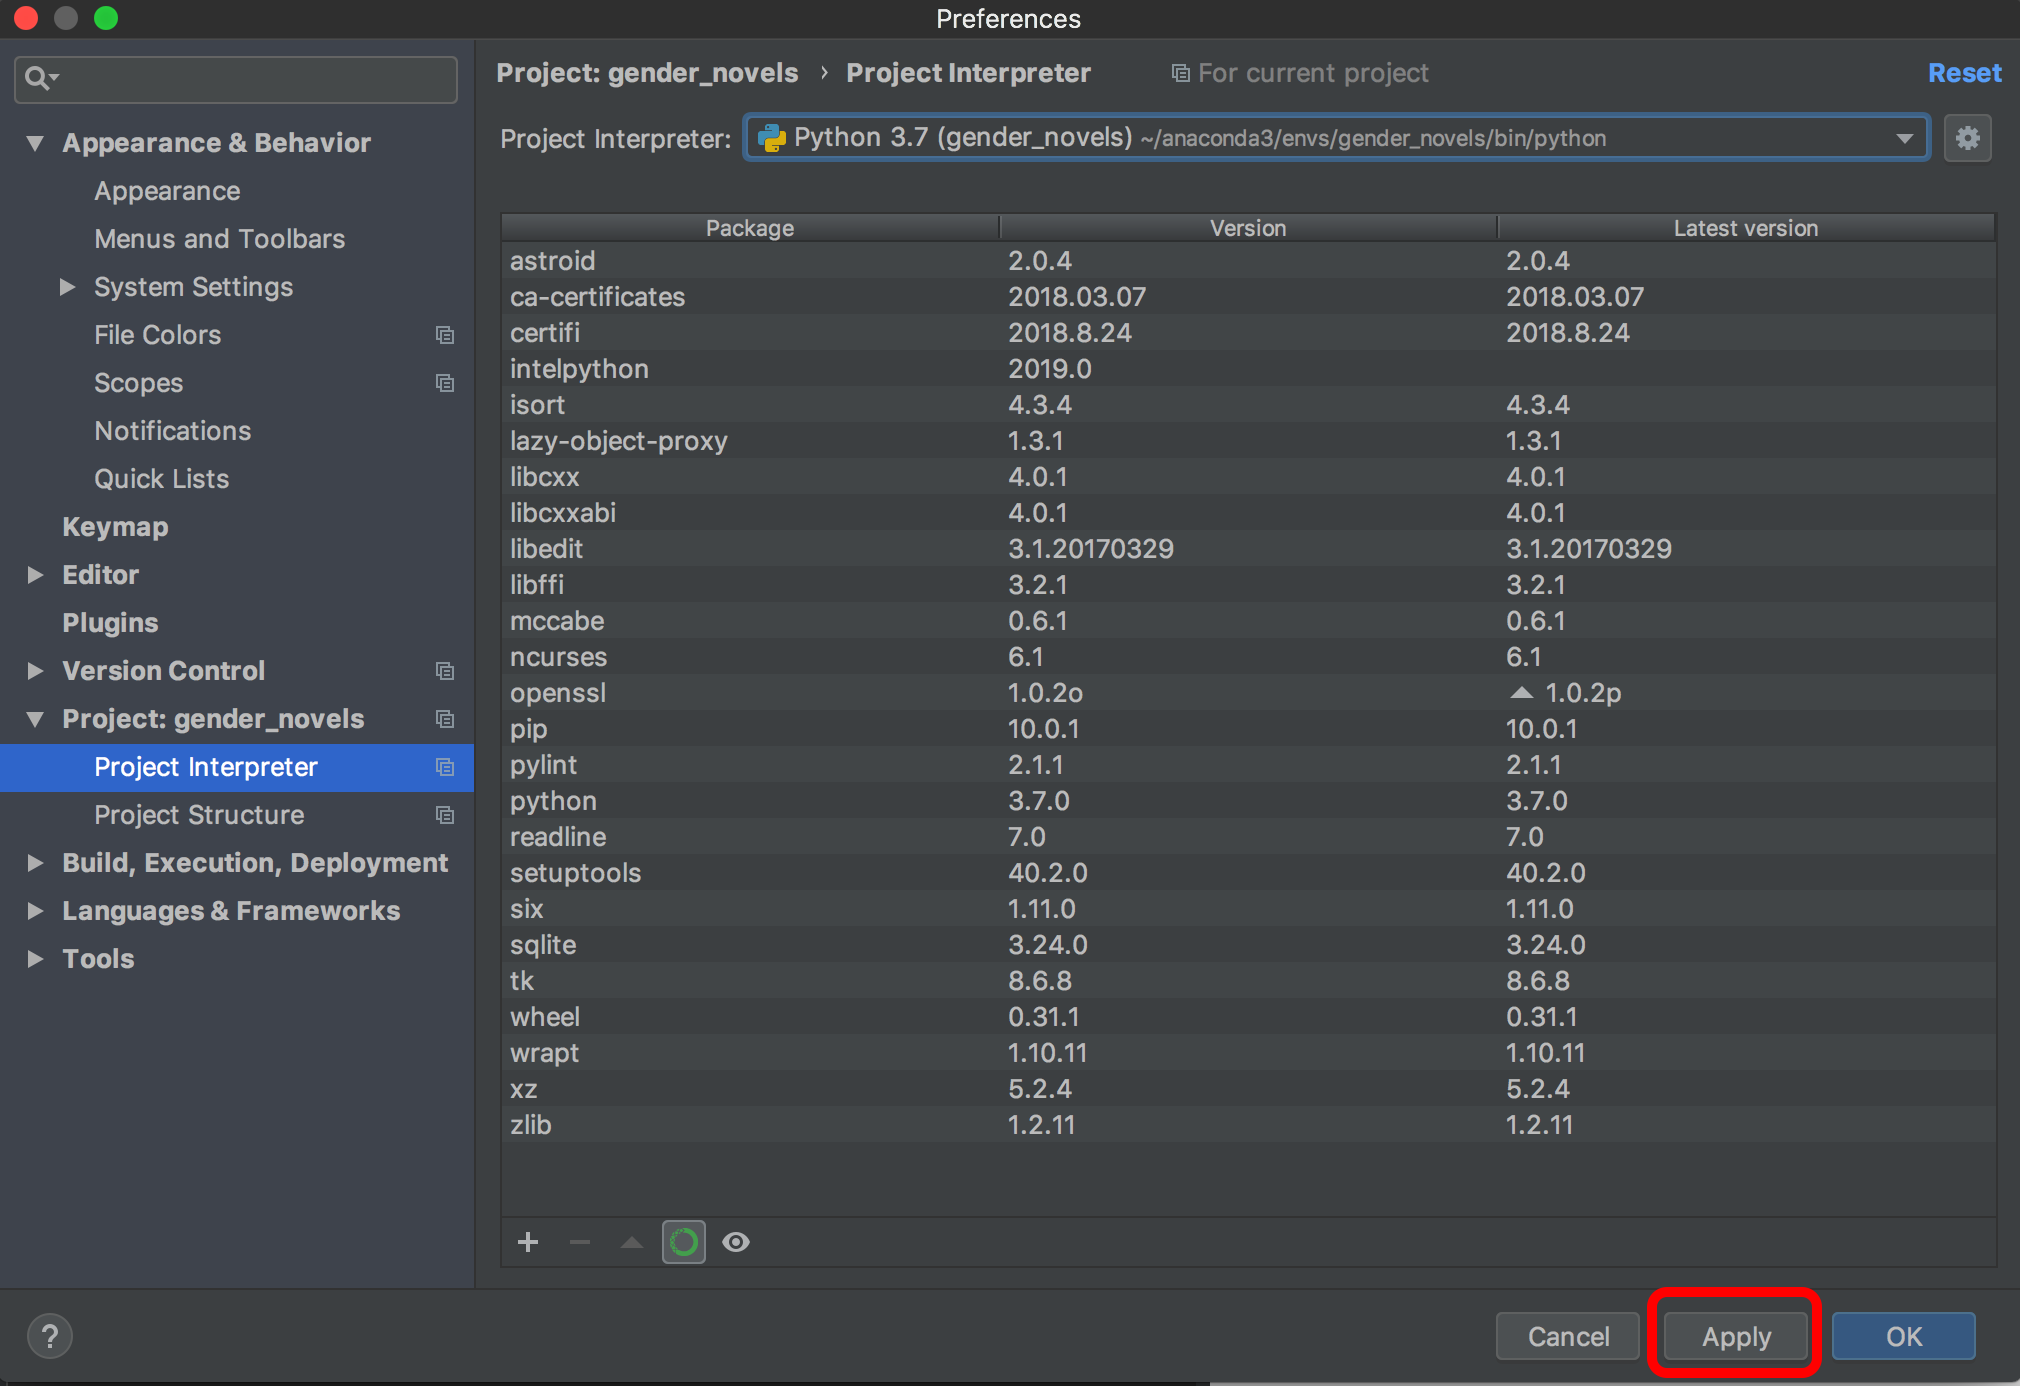 Preferences
Project: gender_novels › Project Interpreter For current project Reset
Project Interpreter: Python 3.7 (gender_novels) ~/anaconda3/envs/gender_novels/bin/python
Appearance & Behavior
Appearance
Menus and Toolbars
System Settings
File Colors
Scopes
Notifications
Quick Lists
Keymap
Editor
Plugins
Version Control
Project: gender_novels
Project Interpreter
Project Structure
Build, Execution, Deployment
Languages & Frameworks
Tools
Package Version Latest version
astroid 2.0.4 2.0.4
ca-certificates 2018.03.07 2018.03.07
certifi 2018.8.24 2018.8.24
intelpython 2019.0
isort 4.3.4 4.3.4
lazy-object-proxy 1.3.1 1.3.1
libcxx 4.0.1 4.0.1
libcxxabi 4.0.1 4.0.1
libedit 3.1.20170329 3.1.20170329
libffi 3.2.1 3.2.1
mccabe 0.6.1 0.6.1
ncurses 6.1 6.1
openssl 1.0.2o 1.0.2p
pip 10.0.1 10.0.1
pylint 2.1.1 2.1.1
python 3.7.0 3.7.0
readline 7.0 7.0
setuptools 40.2.0 40.2.0
six 1.11.0 1.11.0
sqlite 3.24.0 3.24.0
tk 8.6.8 8.6.8
wheel 0.31.1 0.31.1
wrapt 1.10.11 1.10.11
xz 5.2.4 5.2.4
zlib 1.2.11 1.2.11
? Cancel Apply OK